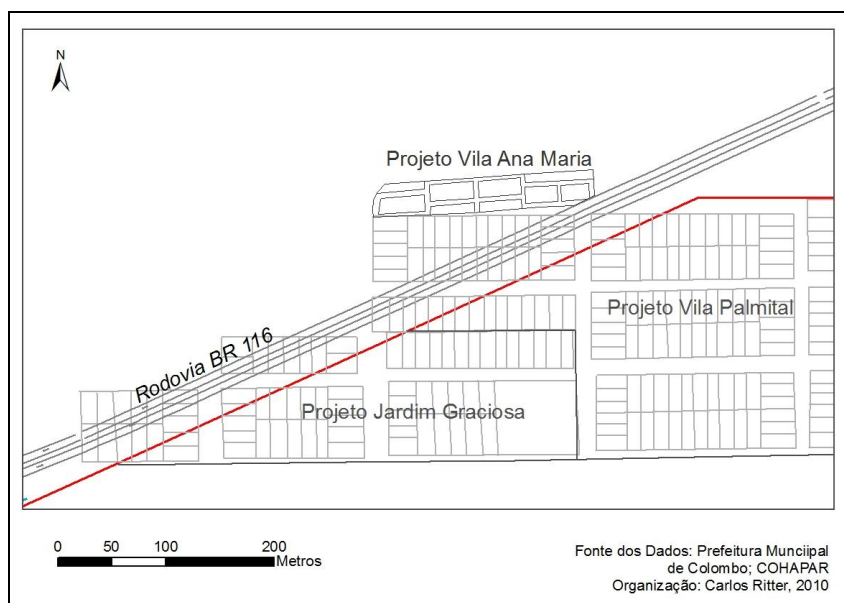 N
Projeto Vila Ana Maria
Projeto Vila Palmital
Rodovia BR 116
Projeto Jardim Graciosa
0 50 100 200
Metros
Fonte dos Dados: Prefeitura Munciipal
de Colombo; COHAPAR
Organização: Carlos Ritter, 2010